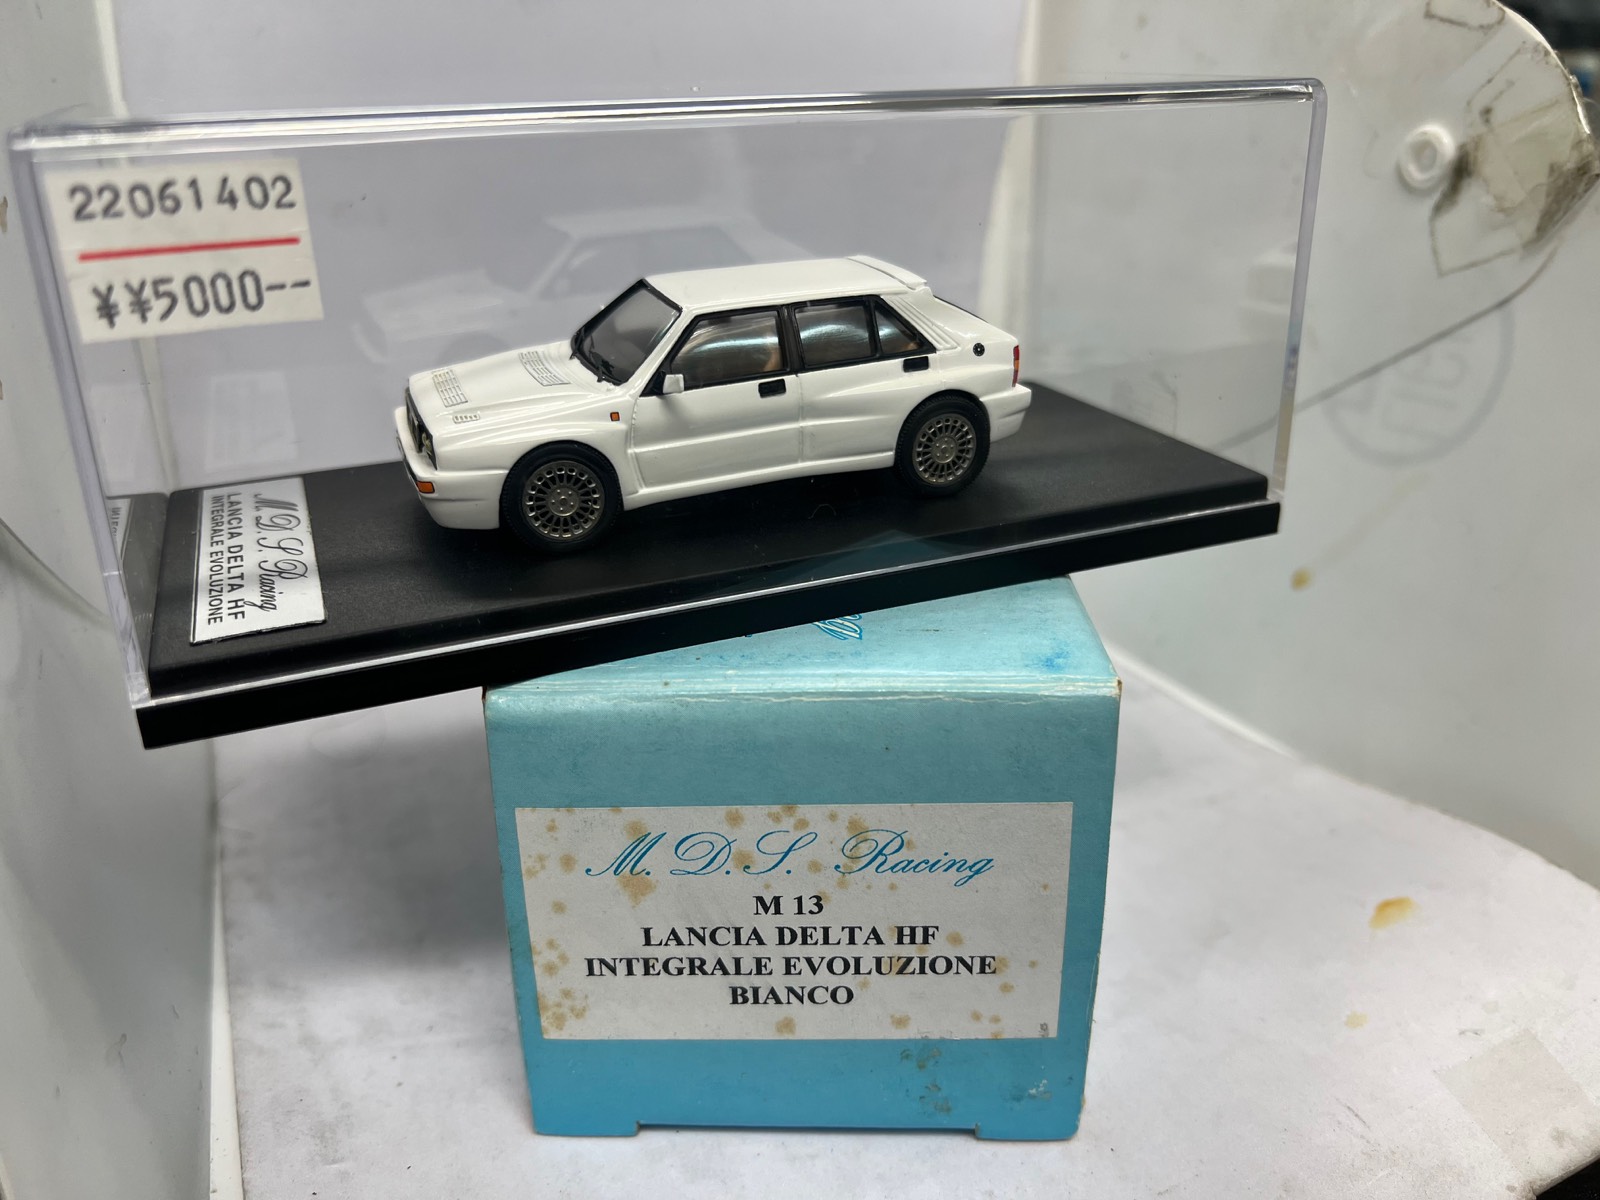 22061402
¥¥5000--
M.D.S. Racing
LANCIA DELTA HF
INTEGRALE EVOLUZIONE
M. D. S. Racing
M 13
LANCIA DELTA HF
INTEGRALE EVOLUZIONE
BIANCO